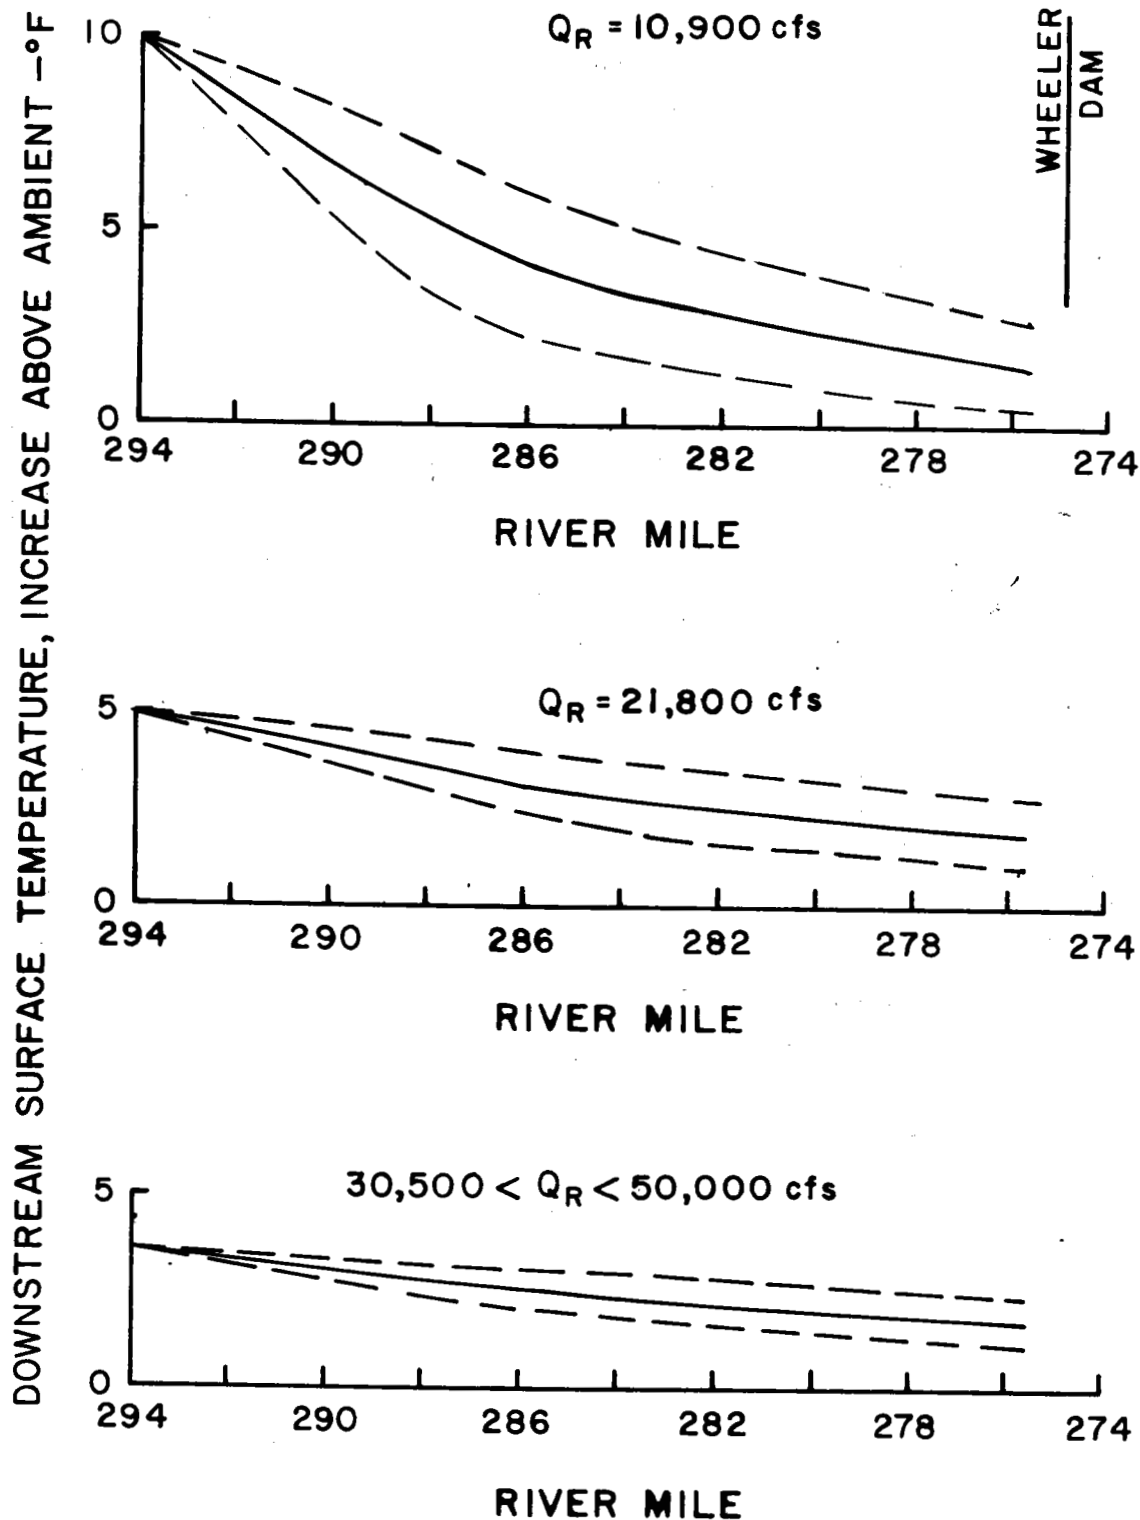 DOWNSTREAM SURFACE TEMPERATURE, INCREASE ABOVE AMBIENT -°F
QR = 10,900 cfs
WHEELER
DAM
10
5
0
294 290 286 282 278 274
RIVER MILE
QR = 21,800 cfs
5
0
294 290 286 282 278 274
RIVER MILE
30,500 < QR < 50,000 cfs
5
0
294 290 286 282 278 274
RIVER MILE